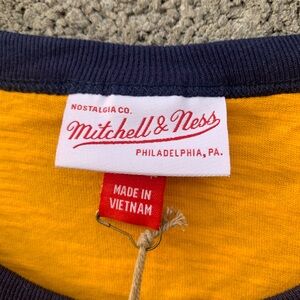 NOSTALGIA CO.
Mitchell & Ness
PHILADELPHIA, PA.
MADE IN
VIETNAM